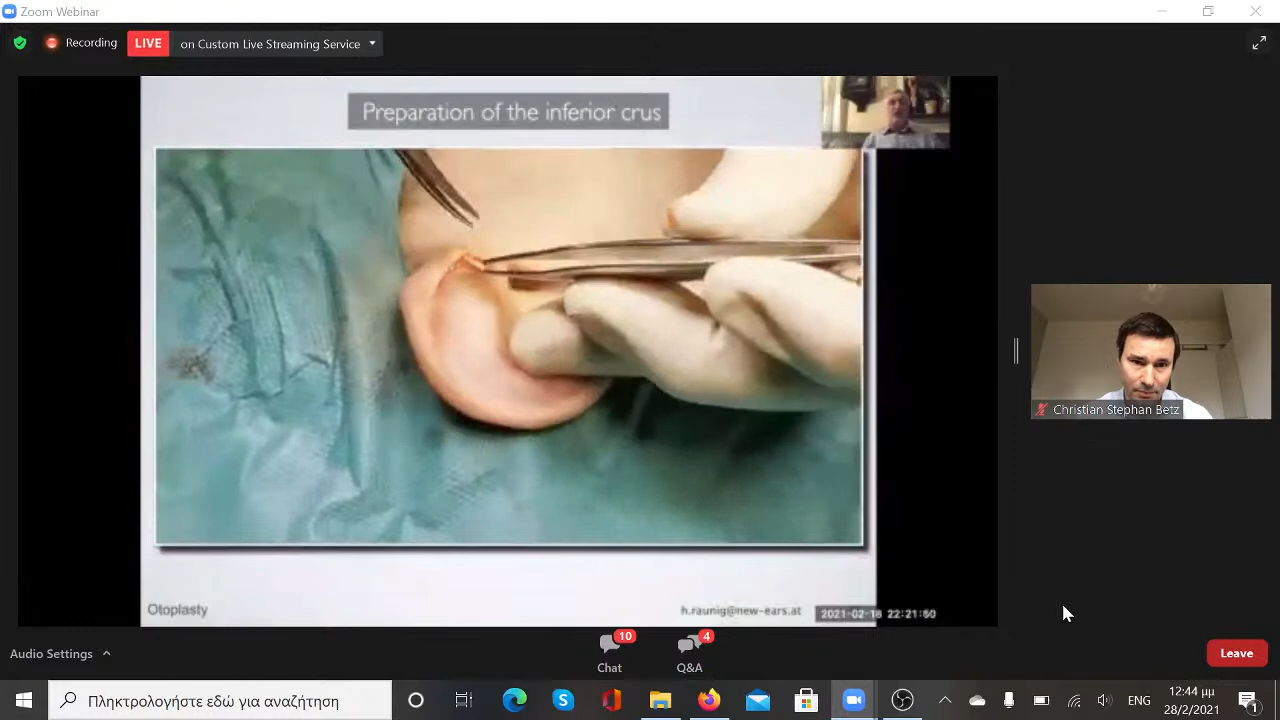 Zoom Webinar
Recording
LIVE
on Custom Live Streaming Service
Preparation of the inferior crus
Christian Stephan Betz
Otoplasty
h.raunig@new-ears.at
2021-02-18 22:21:50
Audio Settings
10
Chat
4
Q&A
Leave
Πληκτρολογήστε εδώ για αναζήτηση
ENG
12:44 μμ
28/2/2021
1